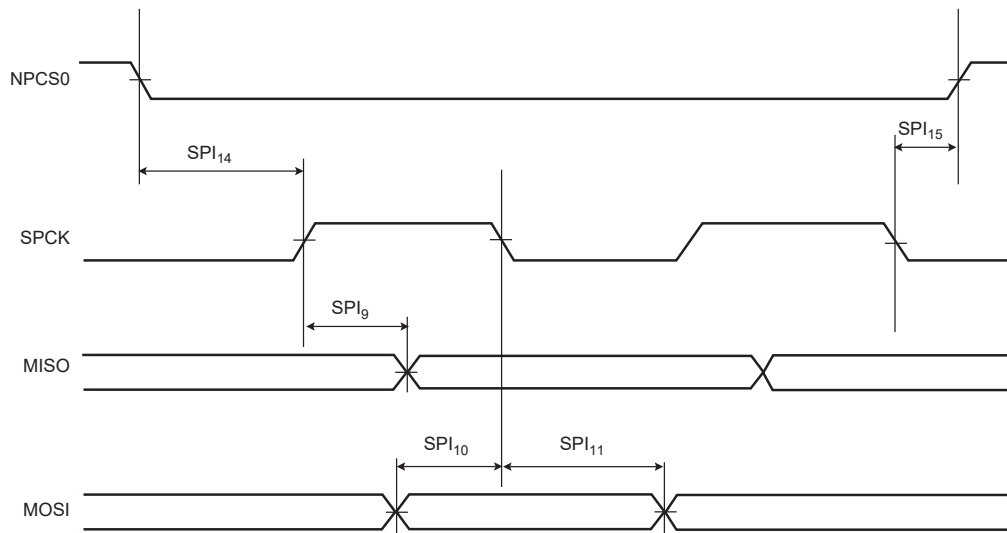 NPCS0
SPI₁₅
SPI₁₄
SPCK
SPI₉
MISO
SPI₁₀
SPI₁₁
MOSI